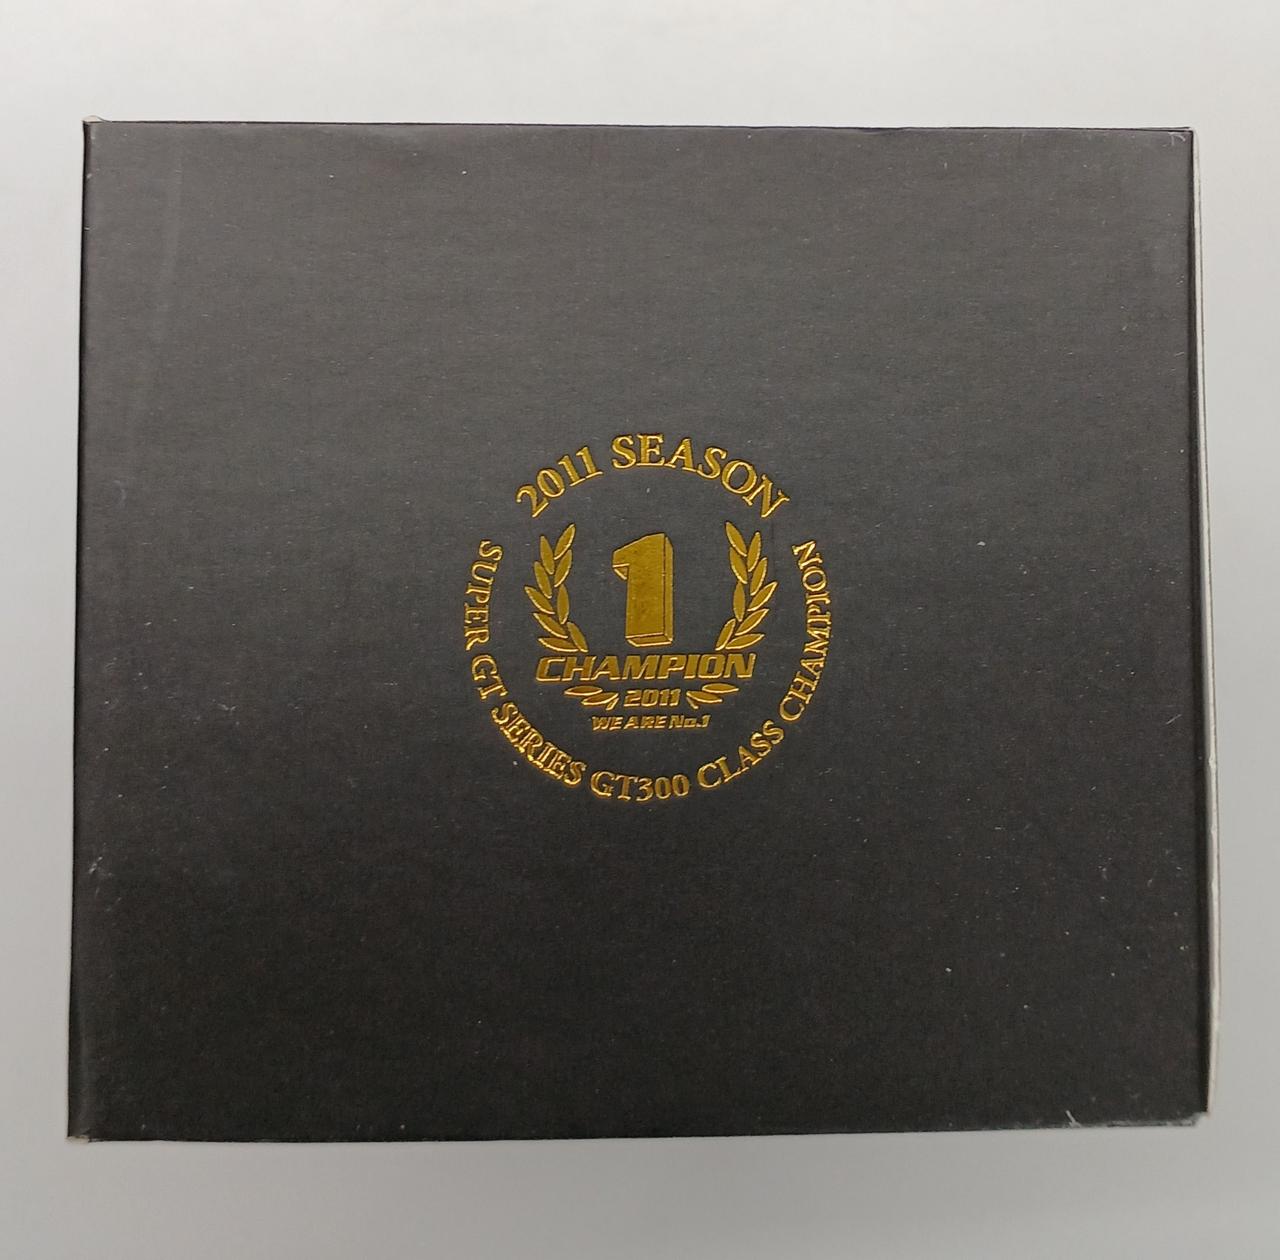 2011 SEASON
1
CHAMPION
2011
WE ARE No.1
SUPER GT SERIES GT300 CLASS CHAMPION